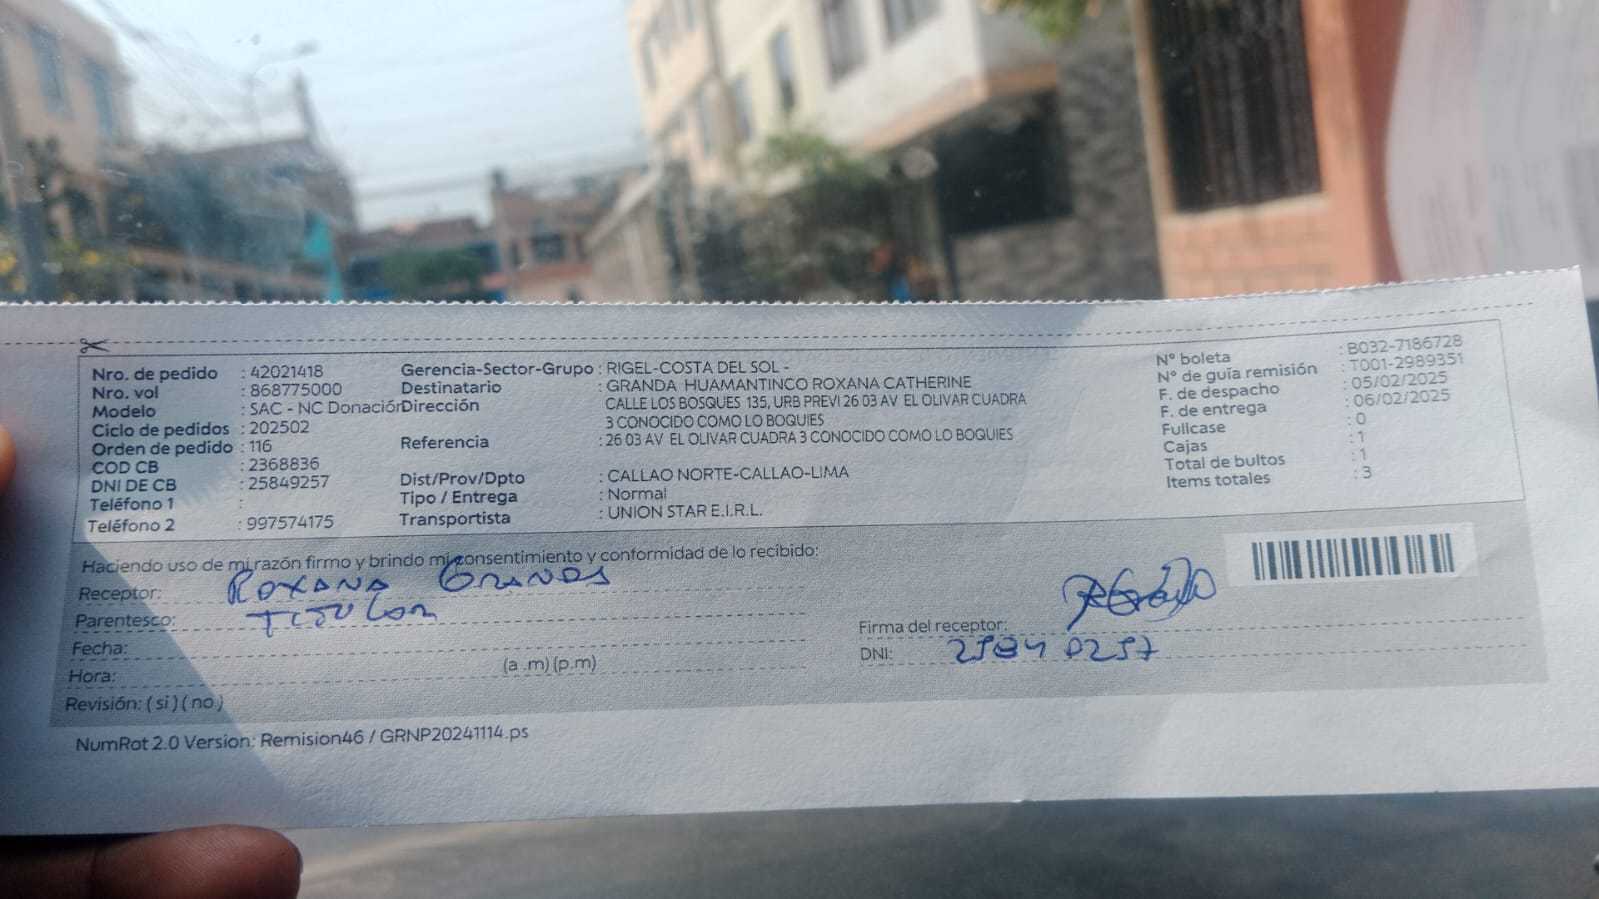 Nro. de pedido : 42021418
Nro. vol : 868775000
Modelo : SAC - NC Donación
Ciclo de pedidos : 202502
Orden de pedido : 116
COD CB : 2368836
DNI DE CB : 25849257
Teléfono 1 :
Teléfono 2 : 997574175
Gerencia-Sector-Grupo : RIGEL-COSTA DEL SOL -
Destinatario : GRANDA HUAMANTINCO ROXANA CATHERINE
Dirección CALLE LOS BOSQUES 135, URB PREVI 26 03 AV EL OLIVAR CUADRA
3 CONOCIDO COMO LO BOQUIES
Referencia : 26 03 AV EL OLIVAR CUADRA 3 CONOCIDO COMO LO BOQUIES
Dist/Prov/Dpto : CALLAO NORTE-CALLAO-LIMA
Tipo / Entrega : Normal
Transportista : UNION STAR E.I.R.L.
N° boleta : B032-7186728
N° de guía remisión : T001-2989351
F. de despacho : 05/02/2025
F. de entrega : 06/02/2025
Fullcase : 0
Cajas : 1
Total de bultos : 1
Items totales : 3
Haciendo uso de mi razón firmo y brindo mi consentimiento y conformidad de lo recibido:
Receptor: ROXANA GRANDA
Parentesco:
Fecha:
Hora: (a .m) (p.m)
Revisión: ( si ) ( no )
Firma del receptor:
DNI:
NumRot 2.0 Version: Remision46 / GRNP20241114.ps